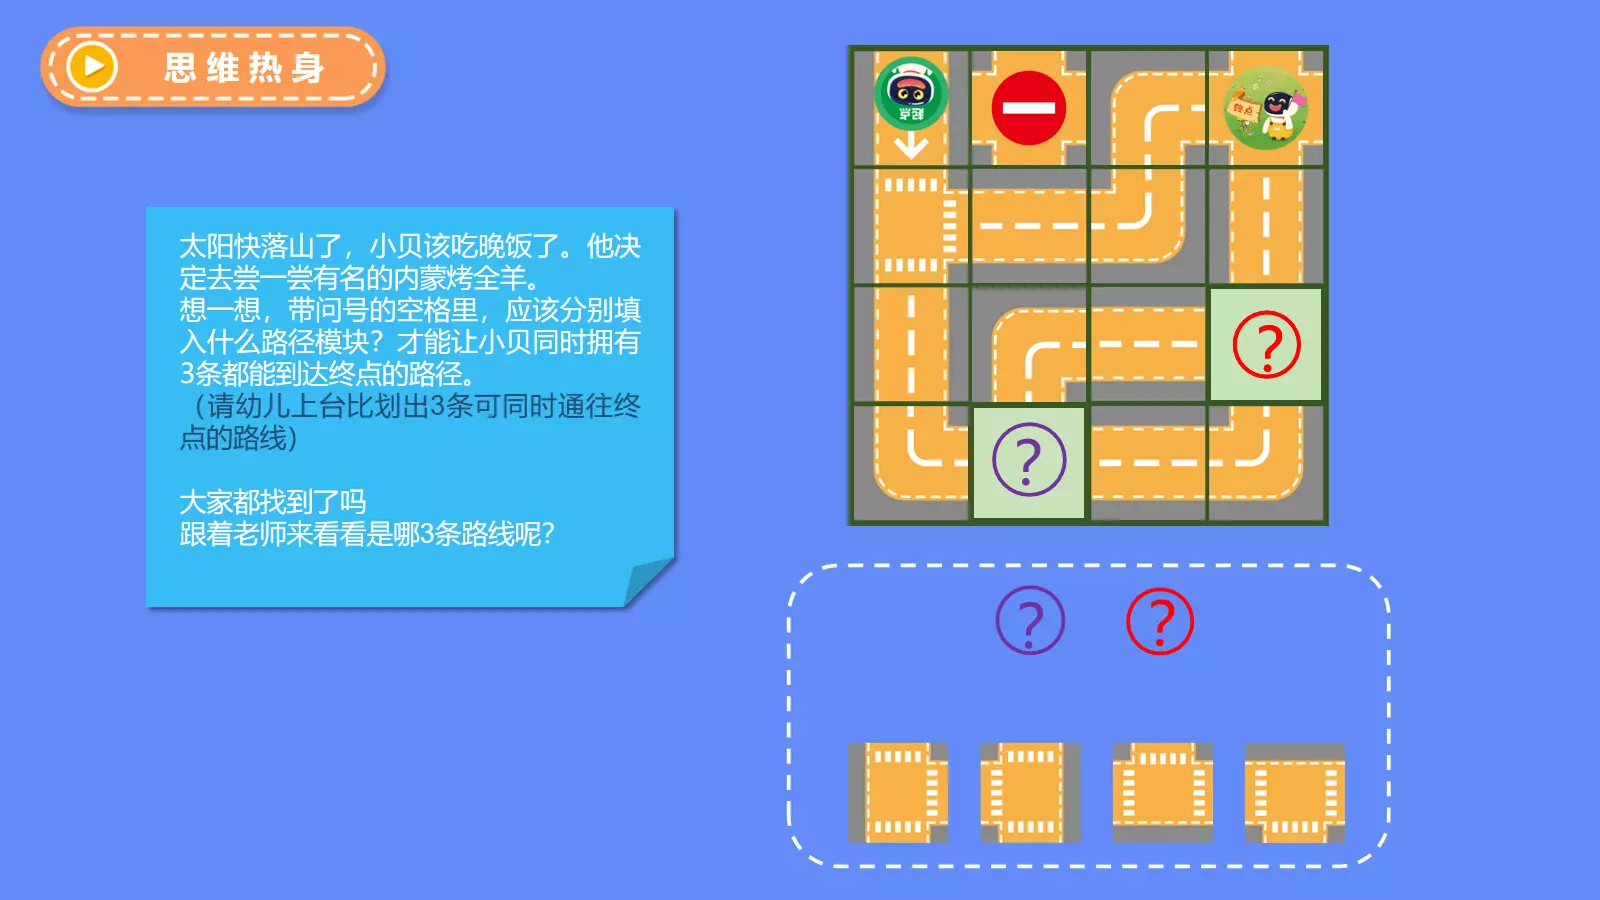 思维热身
起点
终点
太阳快落山了，小贝该吃晚饭了。他决
定去尝一尝有名的内蒙烤全羊。
想一想，带问号的空格里，应该分别填
入什么路径模块？才能让小贝同时拥有
3条都能到达终点的路径。
（请幼儿上台比划出3条可同时通往终
点的路线）
大家都找到了吗
跟着老师来看看是哪3条路线呢？
?
?
?
?